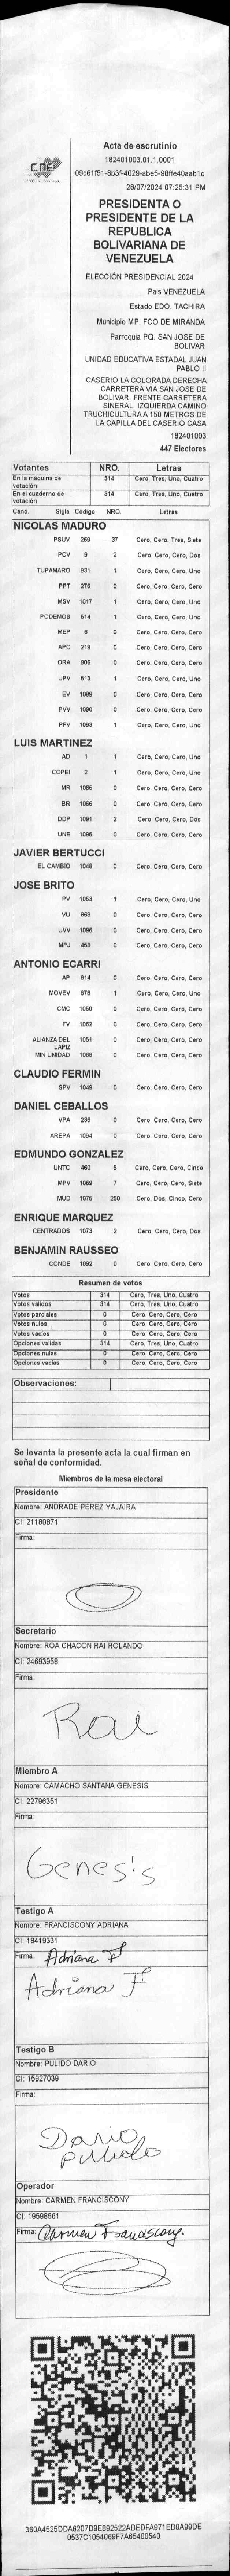 Acta de escrutinio
182401003.01.1.0001
09c61f51-8b3f-4029-abe5-98ffe40aab1c
28/07/2024 07:25:31 PM
CNE
PRESIDENTA O
PRESIDENTE DE LA
REPUBLICA
BOLIVARIANA DE
VENEZUELA
ELECCIÓN PRESIDENCIAL 2024
Pais VENEZUELA
Estado EDO. TACHIRA
Municipio MP. FCO DE MIRANDA
Parroquia PQ. SAN JOSE DE
BOLIVAR
UNIDAD EDUCATIVA ESTADAL JUAN
PABLO II
CASERIO LA COLORADA DERECHA
CARRETERA VIA SAN JOSE DE
BOLIVAR. FRENTE CARRETERA
SINERAL. IZQUIERDA CAMINO
TRUCHICULTURA A 150 METROS DE
LA CAPILLA DEL CASERIO CASA
182401003
447 Electores
Votantes NRO. Letras
En la máquina de votación 314 Cero, Tres, Uno, Cuatro
En el cuaderno de votación 314 Cero, Tres, Uno, Cuatro
Cand. Sigla Código NRO. Letras
NICOLAS MADURO
PSUV 269 37 Cero, Cero, Tres, Siete
PCV 9 2 Cero, Cero, Cero, Dos
TUPAMARO 931 1 Cero, Cero, Cero, Uno
PPT 276 0 Cero, Cero, Cero, Cero
MSV 1017 1 Cero, Cero, Cero, Uno
PODEMOS 514 1 Cero, Cero, Cero, Uno
MEP 6 0 Cero, Cero, Cero, Cero
APC 219 0 Cero, Cero, Cero, Cero
ORA 906 0 Cero, Cero, Cero, Cero
UPV 513 1 Cero, Cero, Cero, Uno
EV 1089 0 Cero, Cero, Cero, Cero
PVV 1090 0 Cero, Cero, Cero, Cero
PFV 1093 1 Cero, Cero, Cero, Uno
LUIS MARTINEZ
AD 1 1 Cero, Cero, Cero, Uno
COPEI 2 1 Cero, Cero, Cero, Uno
MR 1065 0 Cero, Cero, Cero, Cero
BR 1066 0 Cero, Cero, Cero, Cero
DDP 1091 2 Cero, Cero, Cero, Dos
UNE 1095 0 Cero, Cero, Cero, Cero
JAVIER BERTUCCI
EL CAMBIO 1048 0 Cero, Cero, Cero, Cero
JOSE BRITO
PV 1053 1 Cero, Cero, Cero, Uno
VU 868 0 Cero, Cero, Cero, Cero
UVV 1096 0 Cero, Cero, Cero, Cero
MPJ 458 0 Cero, Cero, Cero, Cero
ANTONIO ECARRI
AP 814 0 Cero, Cero, Cero, Cero
MOVEV 878 1 Cero, Cero, Cero, Uno
CMC 1050 0 Cero, Cero, Cero, Cero
FV 1062 0 Cero, Cero, Cero, Cero
ALIANZA DEL LAPIZ 1051 0 Cero, Cero, Cero, Cero
MIN UNIDAD 1068 0 Cero, Cero, Cero, Cero
CLAUDIO FERMIN
SPV 1049 0 Cero, Cero, Cero, Cero
DANIEL CEBALLOS
VPA 236 0 Cero, Cero, Cero, Cero
AREPA 1094 0 Cero, Cero, Cero, Cero
EDMUNDO GONZALEZ
UNTC 460 5 Cero, Cero, Cero, Cinco
MPV 1069 7 Cero, Cero, Cero, Siete
MUD 1075 250 Cero, Dos, Cinco, Cero
ENRIQUE MARQUEZ
CENTRADOS 1073 2 Cero, Cero, Cero, Dos
BENJAMIN RAUSSEO
CONDE 1092 0 Cero, Cero, Cero, Cero
Resumen de votos
Votos 314 Cero, Tres, Uno, Cuatro
Votos validos 314 Cero, Tres, Uno, Cuatro
Votos parciales 0 Cero, Cero, Cero, Cero
Votos nulos 0 Cero, Cero, Cero, Cero
Votos vacios 0 Cero, Cero, Cero, Cero
Opciones validas 314 Cero, Tres, Uno, Cuatro
Opciones nulas 0 Cero, Cero, Cero, Cero
Opciones vacias 0 Cero, Cero, Cero, Cero
Observaciones:
Se levanta la presente acta la cual firman en
señal de conformidad.
Miembros de la mesa electoral
Presidente
Nombre: ANDRADE PEREZ YAJAIRA
CI: 21180871
Firma:
Secretario
Nombre: ROA CHACON RAI ROLANDO
CI: 24693958
Firma:
Rai
Miembro A
Nombre: CAMACHO SANTANA GENESIS
CI: 22796351
Firma:
Genesis
Testigo A
Nombre: FRANCISCONY ADRIANA
CI: 18419331
Firma: Adriana F
Adriana F
Testigo B
Nombre: PULIDO DARIO
CI: 15927039
Firma:
Dario
Pulido
Operador
Nombre: CARMEN FRANCISCONY
CI: 19598561
Firma: Carmen Franciscony.
360A4525DDA6207D9E892522ADEDFA971ED0A99DE
0537C1054069F7A65400540